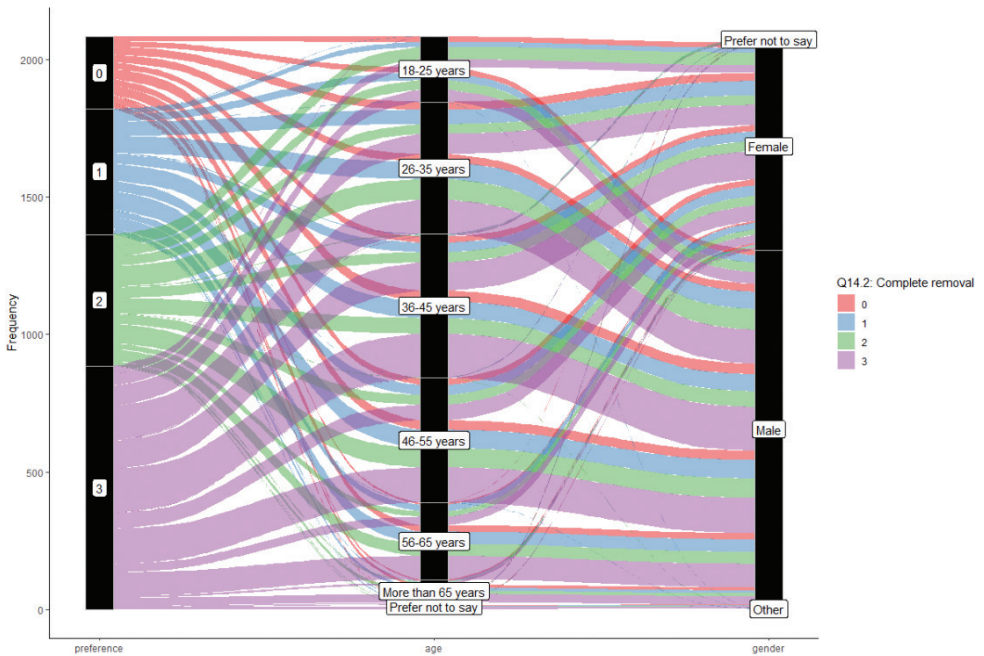 Frequency
2000
1500
1000
500
0
0
1
2
3
18-25 years
26-35 years
36-45 years
46-55 years
56-65 years
More than 65 years
Prefer not to say
Prefer not to say
Female
Male
Other
preference
age
gender
Q14.2: Complete removal
0
1
2
3